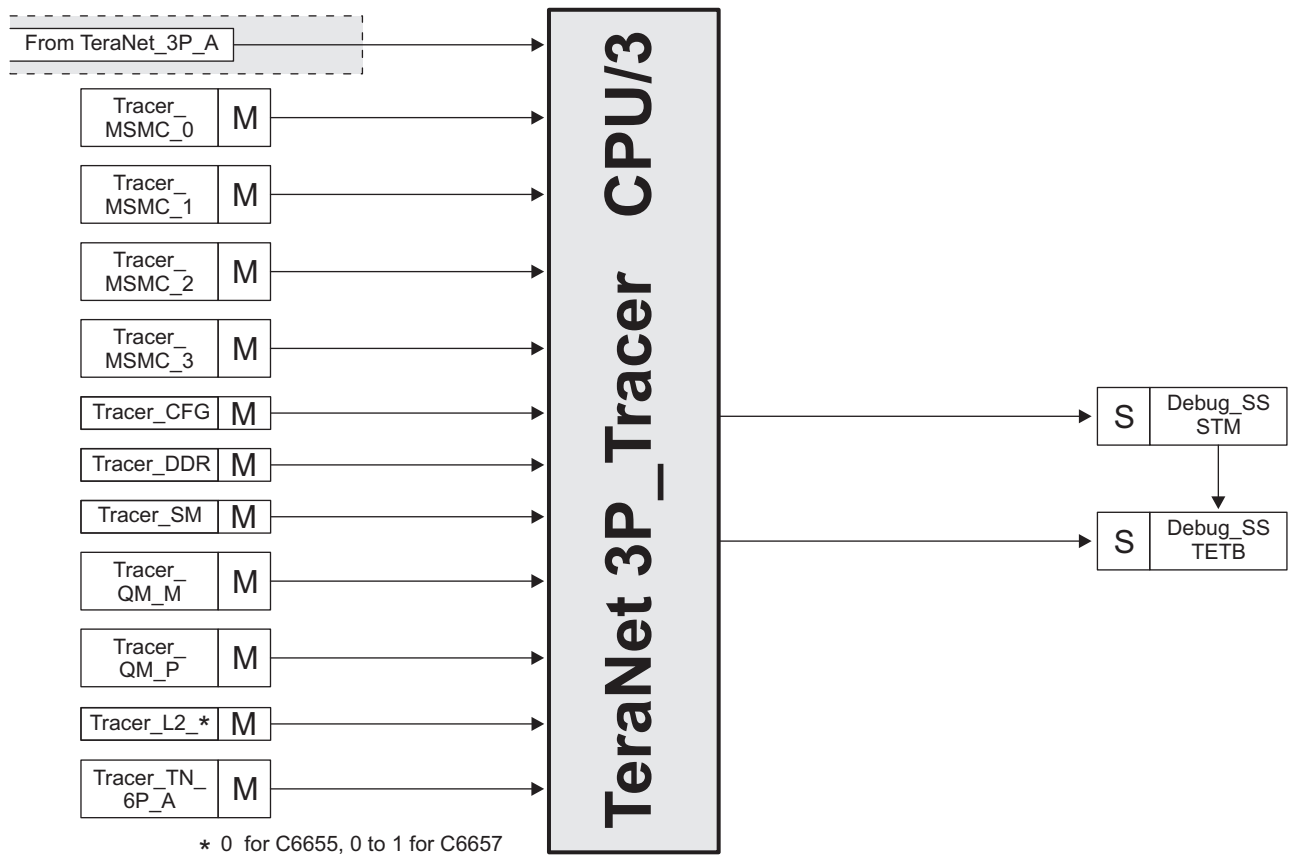 From TeraNet_3P_A
Tracer_
MSMC_0
M
Tracer_
MSMC_1
M
Tracer_
MSMC_2
M
Tracer_
MSMC_3
M
Tracer_CFG
M
Tracer_DDR
M
Tracer_SM
M
Tracer_
QM_M
M
Tracer_
QM_P
M
Tracer_L2_*
M
Tracer_TN_
6P_A
M
* 0 for C6655, 0 to 1 for C6657
TeraNet 3P_Tracer CPU/3
S
Debug_SS
STM
S
Debug_SS
TETB